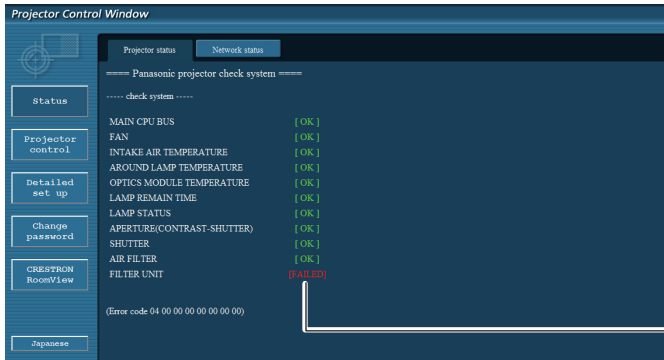 Projector Control Window
Projector status
Network status
==== Panasonic projector check system ====
----- check system -----
Status
MAIN CPU BUS [ OK ]
FAN [ OK ]
Projector control
INTAKE AIR TEMPERATURE [ OK ]
AROUND LAMP TEMPERATURE [ OK ]
Detailed set up
OPTICS MODULE TEMPERATURE [ OK ]
LAMP REMAIN TIME [ OK ]
LAMP STATUS [ OK ]
Change password
APERTURE(CONTRAST-SHUTTER) [ OK ]
SHUTTER [ OK ]
AIR FILTER [ OK ]
CRESTRON RoomView
FILTER UNIT [FAILED]
(Error code 04 00 00 00 00 00 00 00)
Japanese